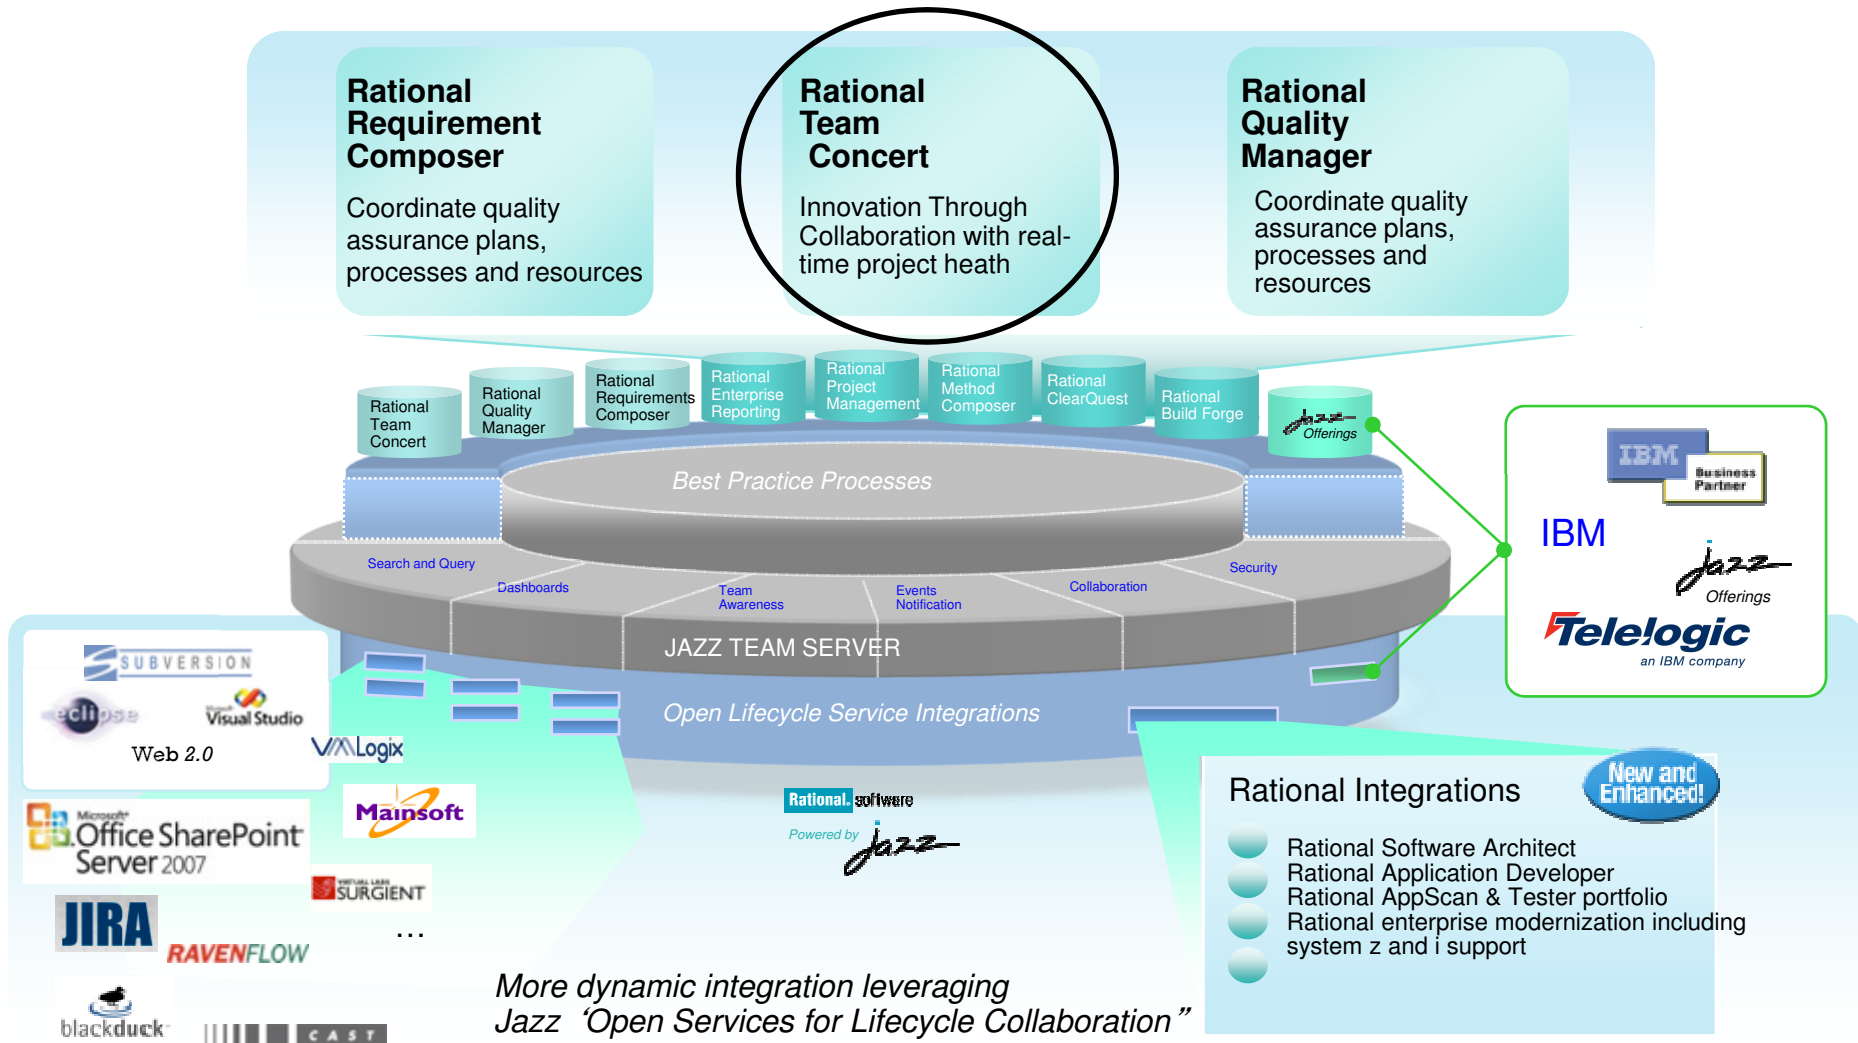 Rational
Requirement
Composer
Coordinate quality
assurance plans,
processes and resources
Rational
Team
Concert
Innovation Through
Collaboration with real-
time project heath
Rational
Quality
Manager
Coordinate quality
assurance plans,
processes and
resources
Rational
Team
Concert
Rational
Quality
Manager
Rational
Requirements
Composer
Rational
Enterprise
Reporting
Rational
Project
Management
Rational
Method
Composer
Rational
ClearQuest
Rational
Build Forge
jazz
Offerings
Best Practice Processes
Search and Query
Dashboards
Team
Awareness
Events
Notification
Collaboration
Security
JAZZ TEAM SERVER
Open Lifecycle Service Integrations
IBM
Business
Partner
IBM
jazz
Offerings
Telelogic
an IBM company
SUBVERSION
eclipse
Microsoft
Visual Studio
Web 2.0
VMLogix
Microsoft
Office SharePoint
Server 2007
Mainsoft
VIRTUAL LABS
SURGIENT
JIRA
RAVENFLOW
...
blackduck
CAST
Rational. software
Powered by
jazz
More dynamic integration leveraging
Jazz ‘Open Services for Lifecycle Collaboration”
Rational Integrations
New and
Enhanced!
Rational Software Architect
Rational Application Developer
Rational AppScan & Tester portfolio
Rational enterprise modernization including
system z and i support